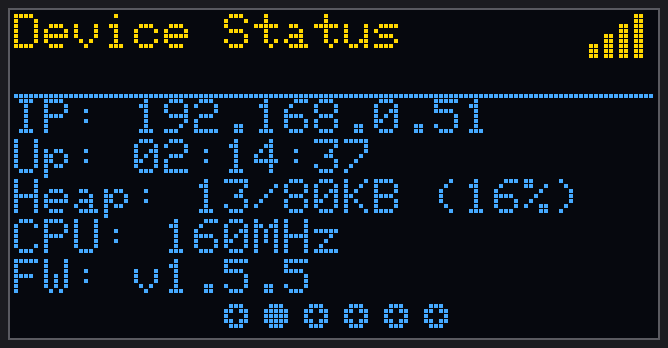 Device Status
IP: 192.168.0.51
Up: 02:14:37
Heap: 13/80KB (16%)
CPU: 160MHz
FW: v1.5.5